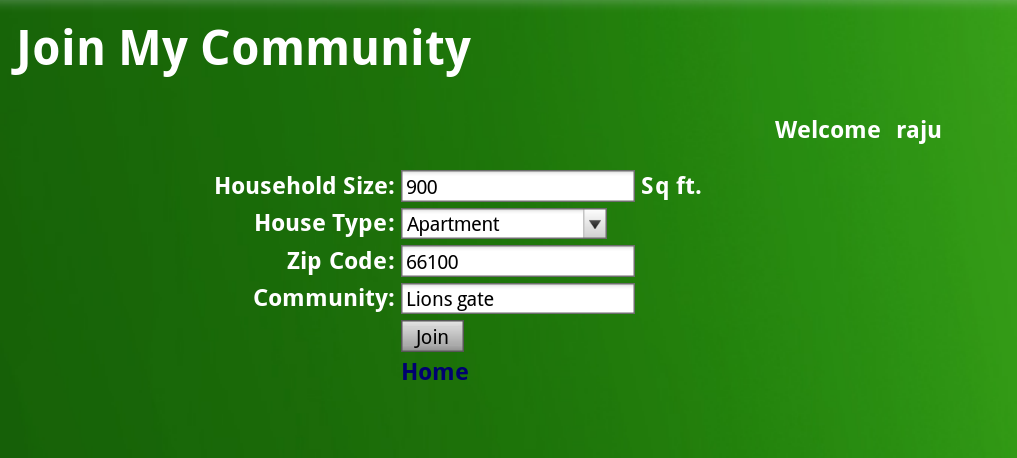 Join My Community
Welcome raju
Household Size: 900 Sq ft.
House Type: Apartment
Zip Code: 66100
Community: Lions gate
Join
Home